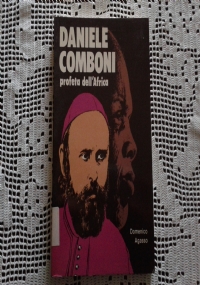 DANIELE
COMBONI
profeta dell'Africa
Domenico
Agasso